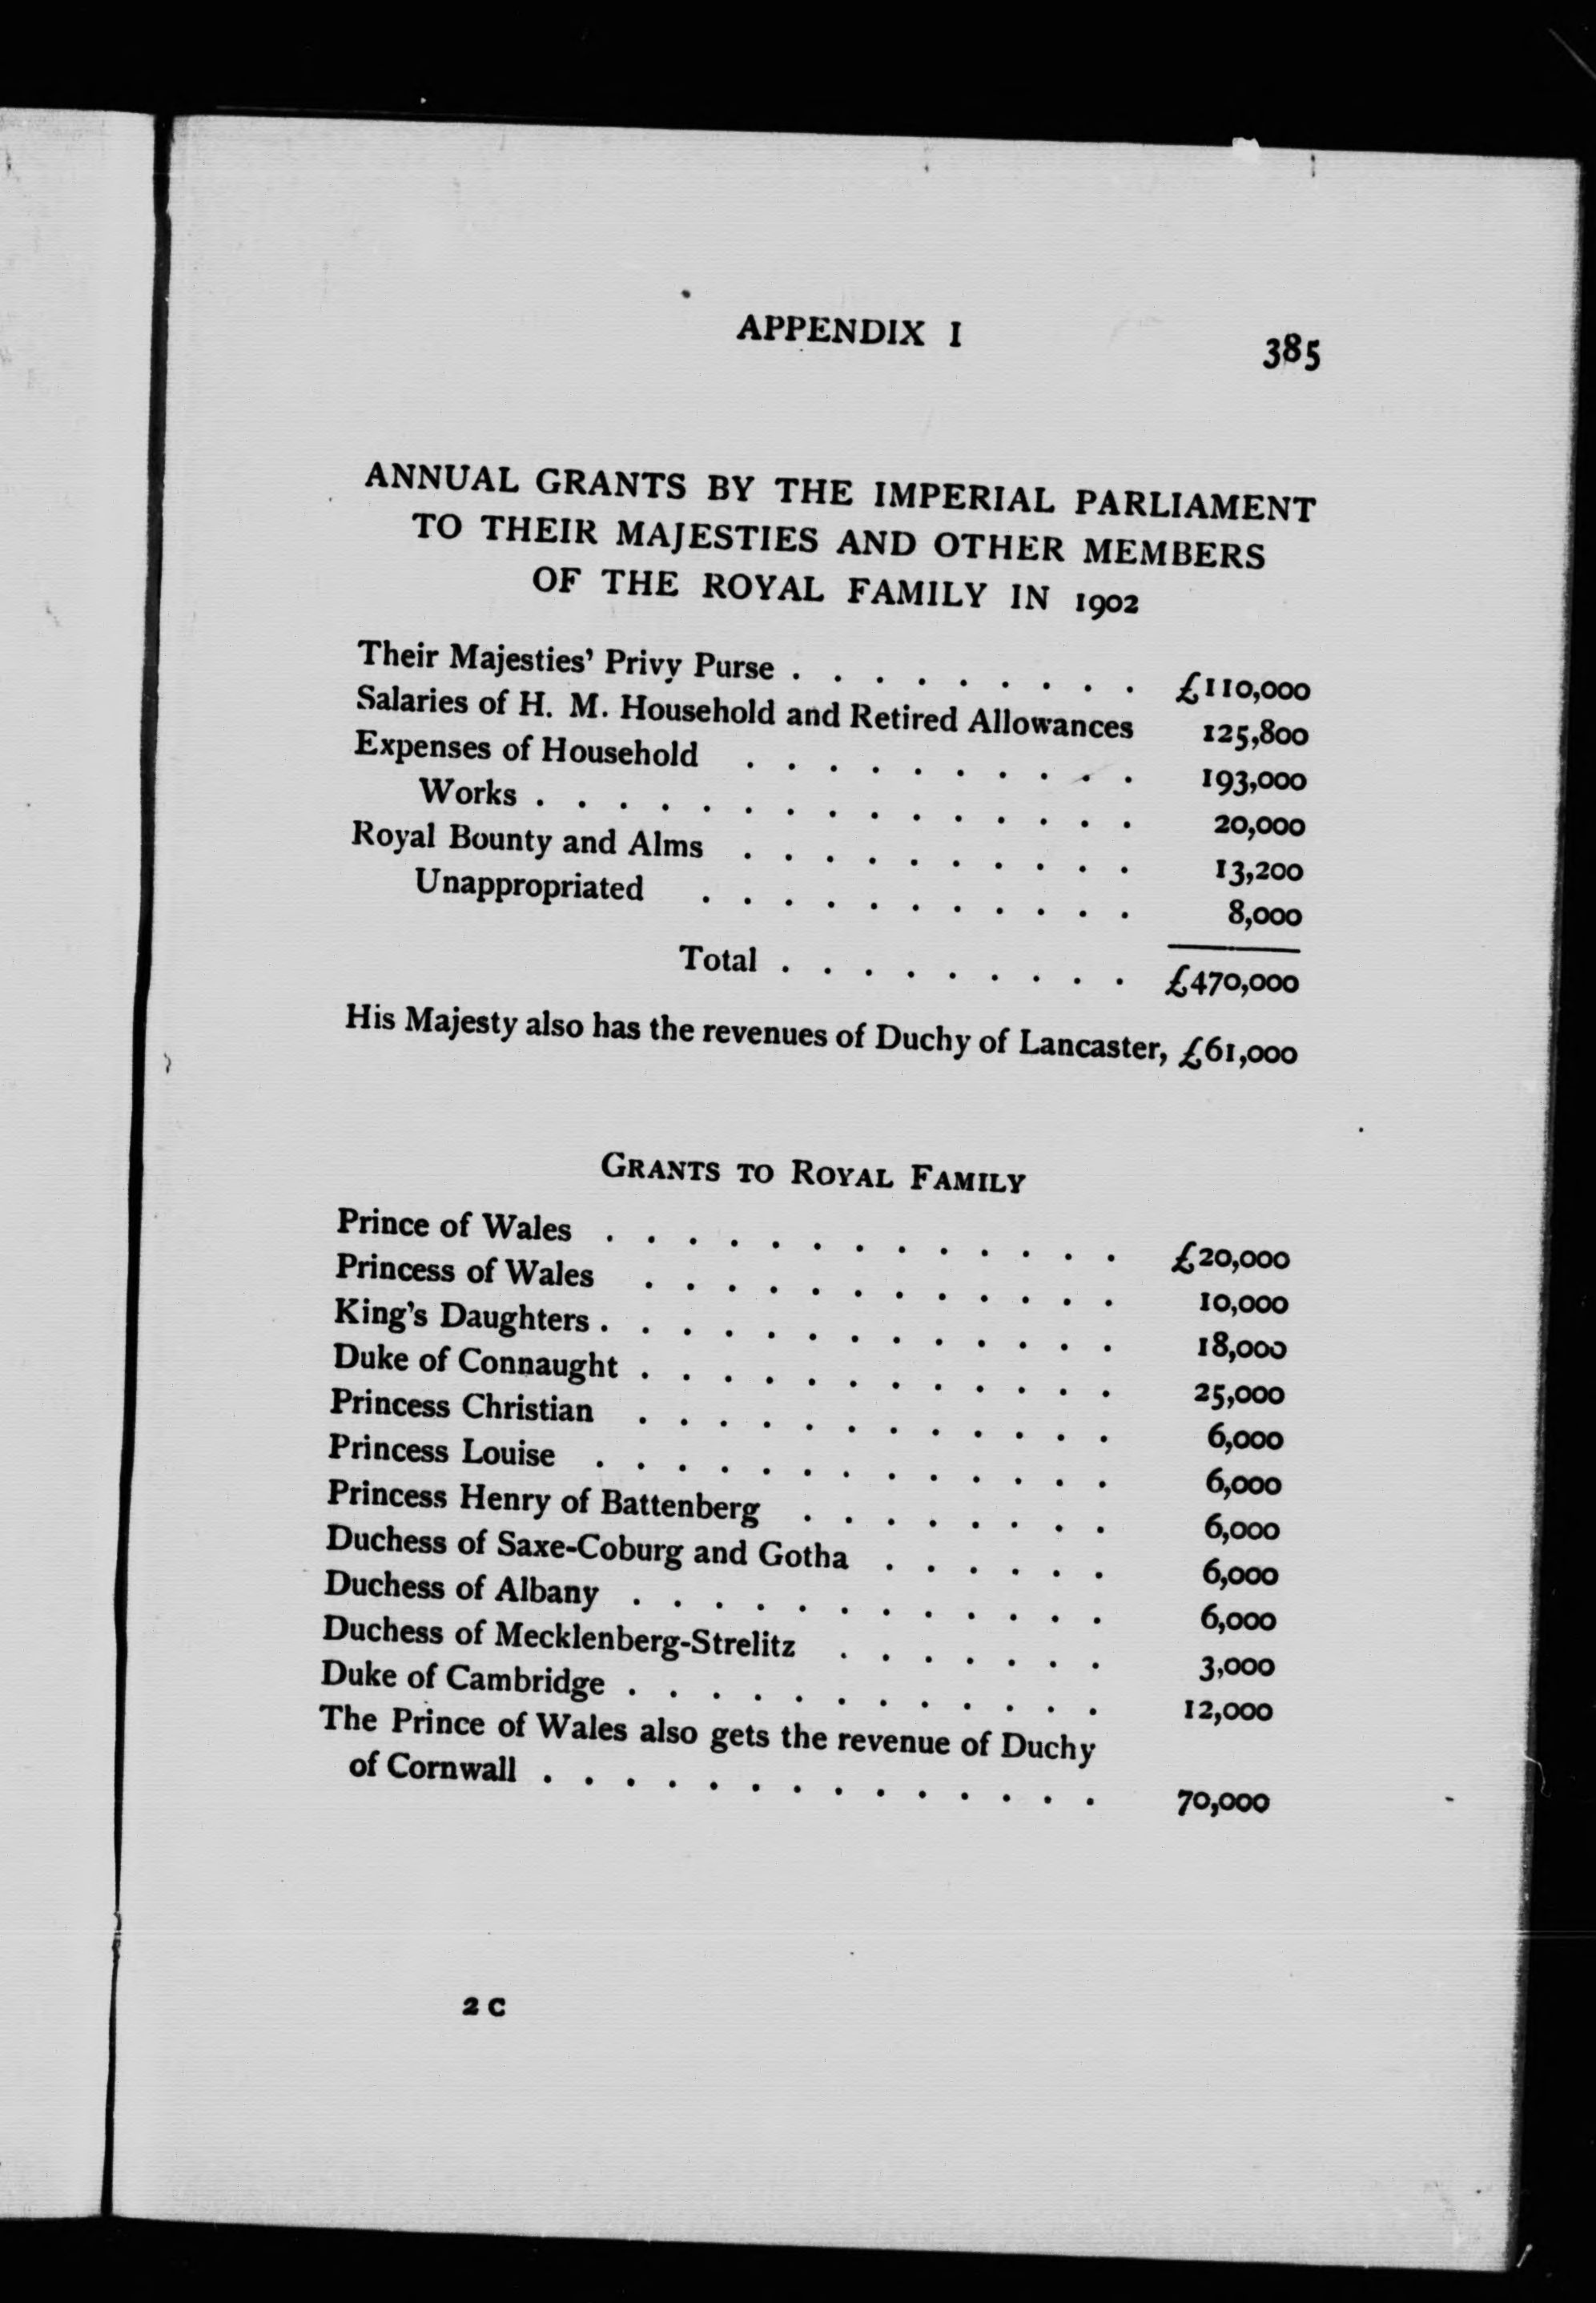 APPENDIX I 385
ANNUAL GRANTS BY THE IMPERIAL PARLIAMENT
TO THEIR MAJESTIES AND OTHER MEMBERS
OF THE ROYAL FAMILY IN 1902
Their Majesties' Privy Purse . . . . . . . . . £110,000
Salaries of H. M. Household and Retired Allowances 125,800
Expenses of Household . . . . . . . . . . 193,000
Works . . . . . . . . . . . . . . . 20,000
Royal Bounty and Alms . . . . . . . . . . 13,200
Unappropriated . . . . . . . . . . . 8,000
Total . . . . . . . . . £470,000
His Majesty also has the revenues of Duchy of Lancaster, £61,000
GRANTS TO ROYAL FAMILY
Prince of Wales . . . . . . . . . . . . . £20,000
Princess of Wales . . . . . . . . . . . . 10,000
King's Daughters . . . . . . . . . . . . . 18,000
Duke of Connaught . . . . . . . . . . . . 25,000
Princess Christian . . . . . . . . . . . . 6,000
Princess Louise . . . . . . . . . . . . . 6,000
Princess Henry of Battenberg . . . . . . . . 6,000
Duchess of Saxe-Coburg and Gotha . . . . . . 6,000
Duchess of Albany . . . . . . . . . . . . 6,000
Duchess of Mecklenberg-Strelitz . . . . . . . 3,000
Duke of Cambridge . . . . . . . . . . . . 12,000
The Prince of Wales also gets the revenue of Duchy
of Cornwall . . . . . . . . . . . . . . 70,000
2 C